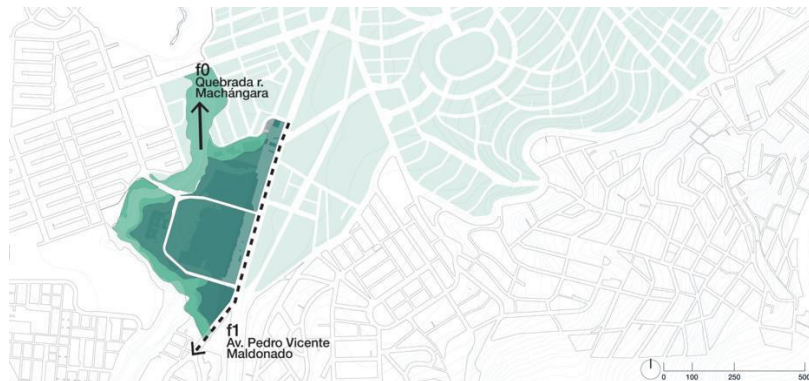 f0
Quebrada r.
Machángara
f1
Av. Pedro Vicente
Maldonado
0 100 250 500